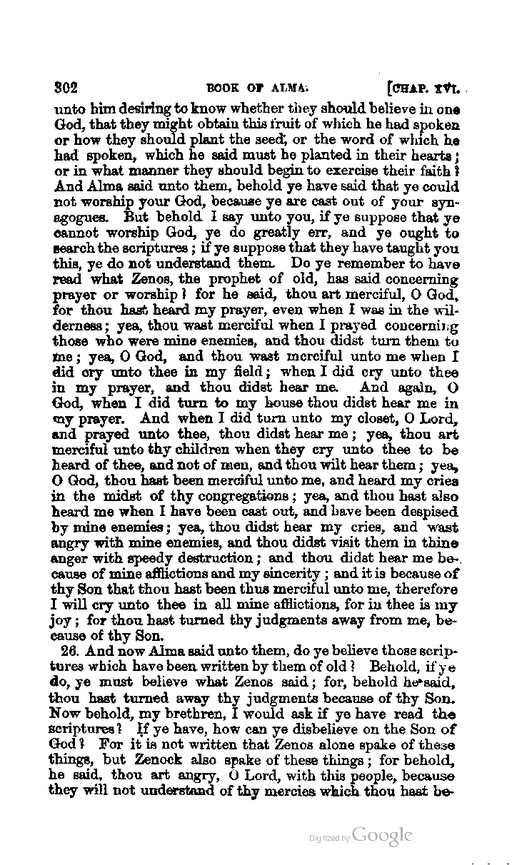 302 BOOK OF ALMA. [CHAP. XVI.
unto him desiring to know whether they should believe in one
God, that they might obtain this fruit of which he had spoken
or how they should plant the seed, or the word of which he
had spoken, which he said must be planted in their hearts;
or in what manner they should begin to exercise their faith?
And Alma said unto them, behold ye have said that ye could
not worship your God, because ye are cast out of your syn-
agogues. But behold I say unto you, if ye suppose that ye
cannot worship God, ye do greatly err, and ye ought to
search the scriptures; if ye suppose that they have taught you
this, ye do not understand them. Do ye remember to have
read what Zenos, the prophet of old, has said concerning
prayer or worship? for he said, thou art merciful, O God,
for thou hast heard my prayer, even when I was in the wil-
derness; yea, thou wast merciful when I prayed concerning
those who were mine enemies, and thou didst turn them to
me; yea, O God, and thou wast merciful unto me when I
did cry unto thee in my field; when I did cry unto thee
in my prayer, and thou didst hear me. And again, O
God, when I did turn to my house thou didst hear me in
my prayer. And when I did turn unto my closet, O Lord,
and prayed unto thee, thou didst hear me; yea, thou art
merciful unto thy children when they cry unto thee to be
heard of thee, and not of men, and thou wilt hear them; yea,
O God, thou hast been merciful unto me, and heard my cries
in the midst of thy congregations; yea, and thou hast also
heard me when I have been cast out, and have been despised
by mine enemies; yea, thou didst hear my cries, and wast
angry with mine enemies, and thou didst visit them in thine
anger with speedy destruction; and thou didst hear me be-
cause of mine afflictions and my sincerity; and it is because of
thy Son that thou hast been thus merciful unto me, therefore
I will cry unto thee in all mine afflictions, for in thee is my
joy; for thou hast turned thy judgments away from me, be-
cause of thy Son.
26. And now Alma said unto them, do ye believe those scrip-
tures which have been written by them of old? Behold, if ye
do, ye must believe what Zenos said; for, behold he said,
thou hast turned away thy judgments because of thy Son.
Now behold, my brethren, I would ask if ye have read the
scriptures? If ye have, how can ye disbelieve on the Son of
God? For it is not written that Zenos alone spake of these
things, but Zenock also spake of these things; for behold,
he said, thou art angry, O Lord, with this people, because
they will not understand of thy mercies which thou hast be-
Digitized by Google